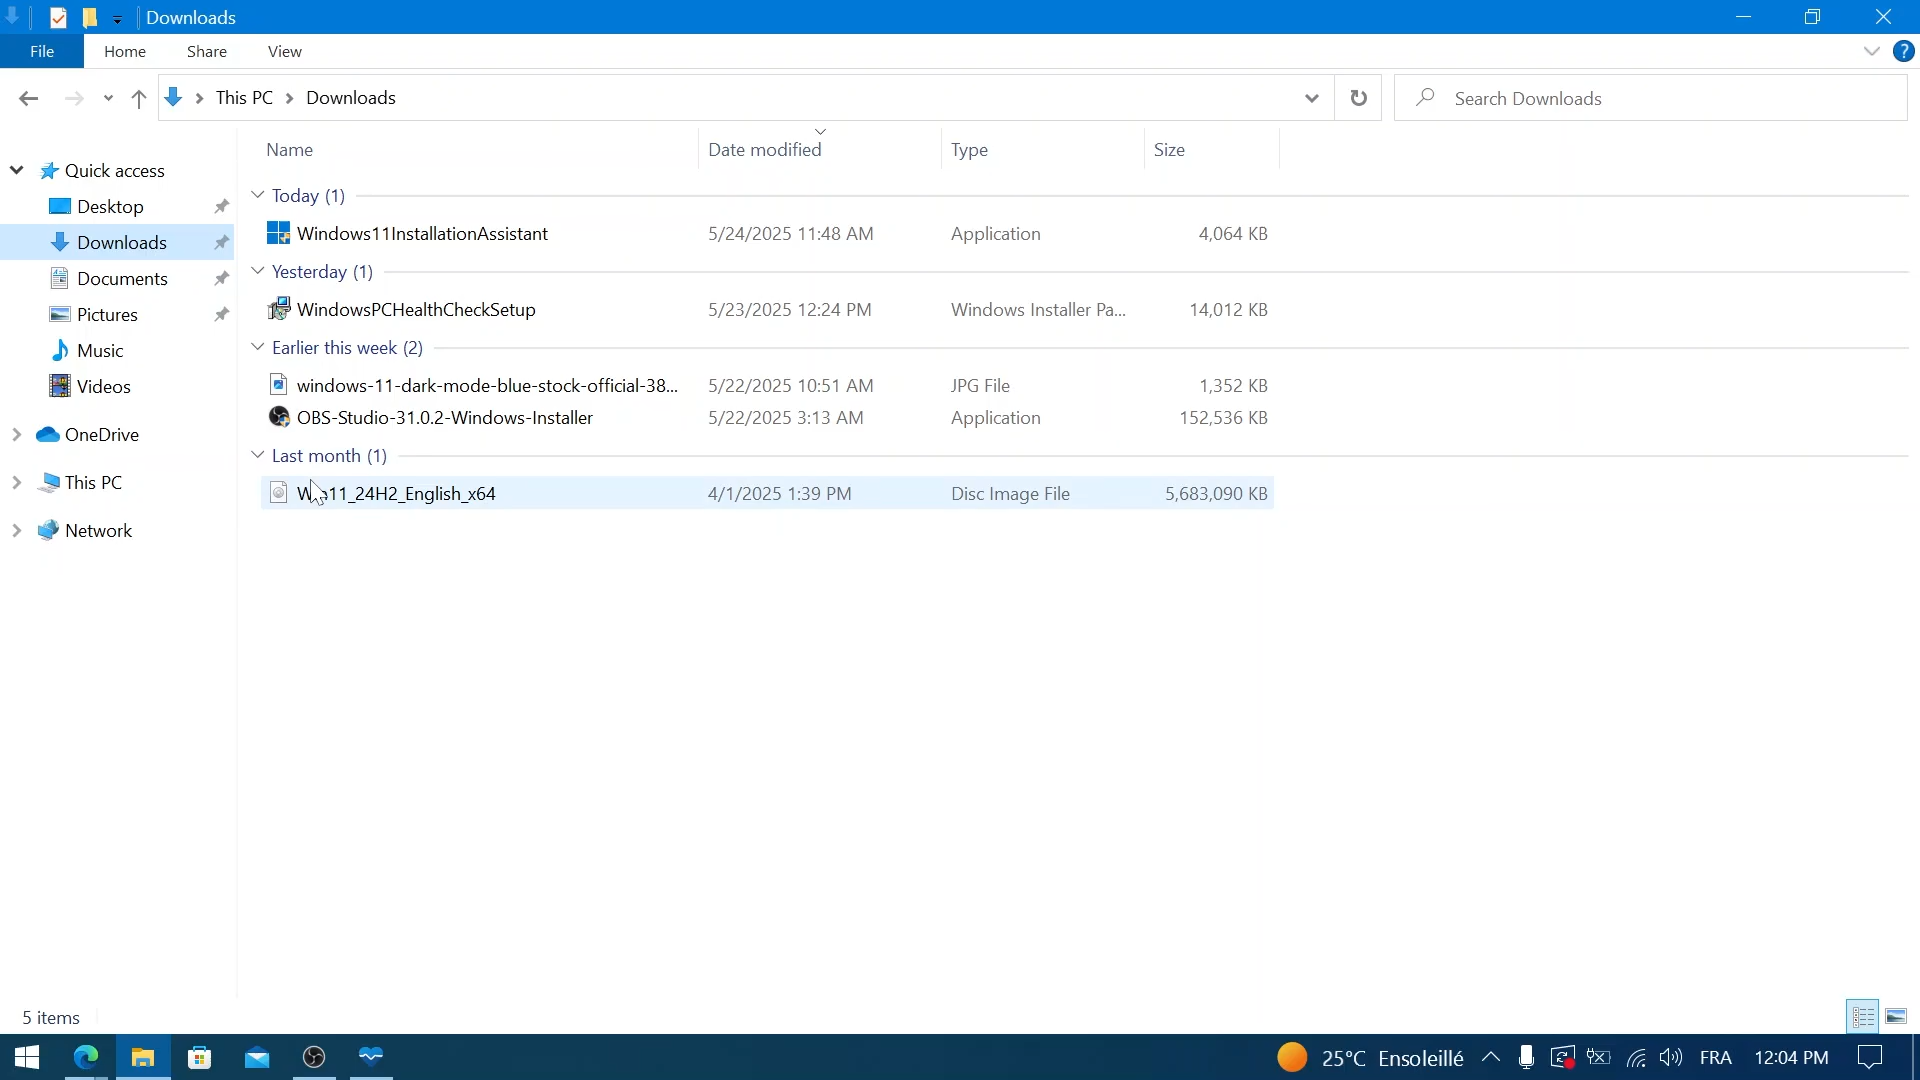 Downloads
File Home Share View
This PC Downloads Search Downloads
Name Date modified Type Size
Quick access
Today (1)
Desktop
Windows11InstallationAssistant 5/24/2025 11:48 AM Application 4,064 KB
Downloads
Yesterday (1)
Documents
WindowsPCHealthCheckSetup 5/23/2025 12:24 PM Windows Installer Pa... 14,012 KB
Pictures
Earlier this week (2)
Music
windows-11-dark-mode-blue-stock-official-38... 5/22/2025 10:51 AM JPG File 1,352 KB
Videos
OBS-Studio-31.0.2-Windows-Installer 5/22/2025 3:13 AM Application 152,536 KB
OneDrive
Last month (1)
This PC
Win11_24H2_English_x64 4/1/2025 1:39 PM Disc Image File 5,683,090 KB
Network
5 items
25°C Ensoleillé FRA 12:04 PM